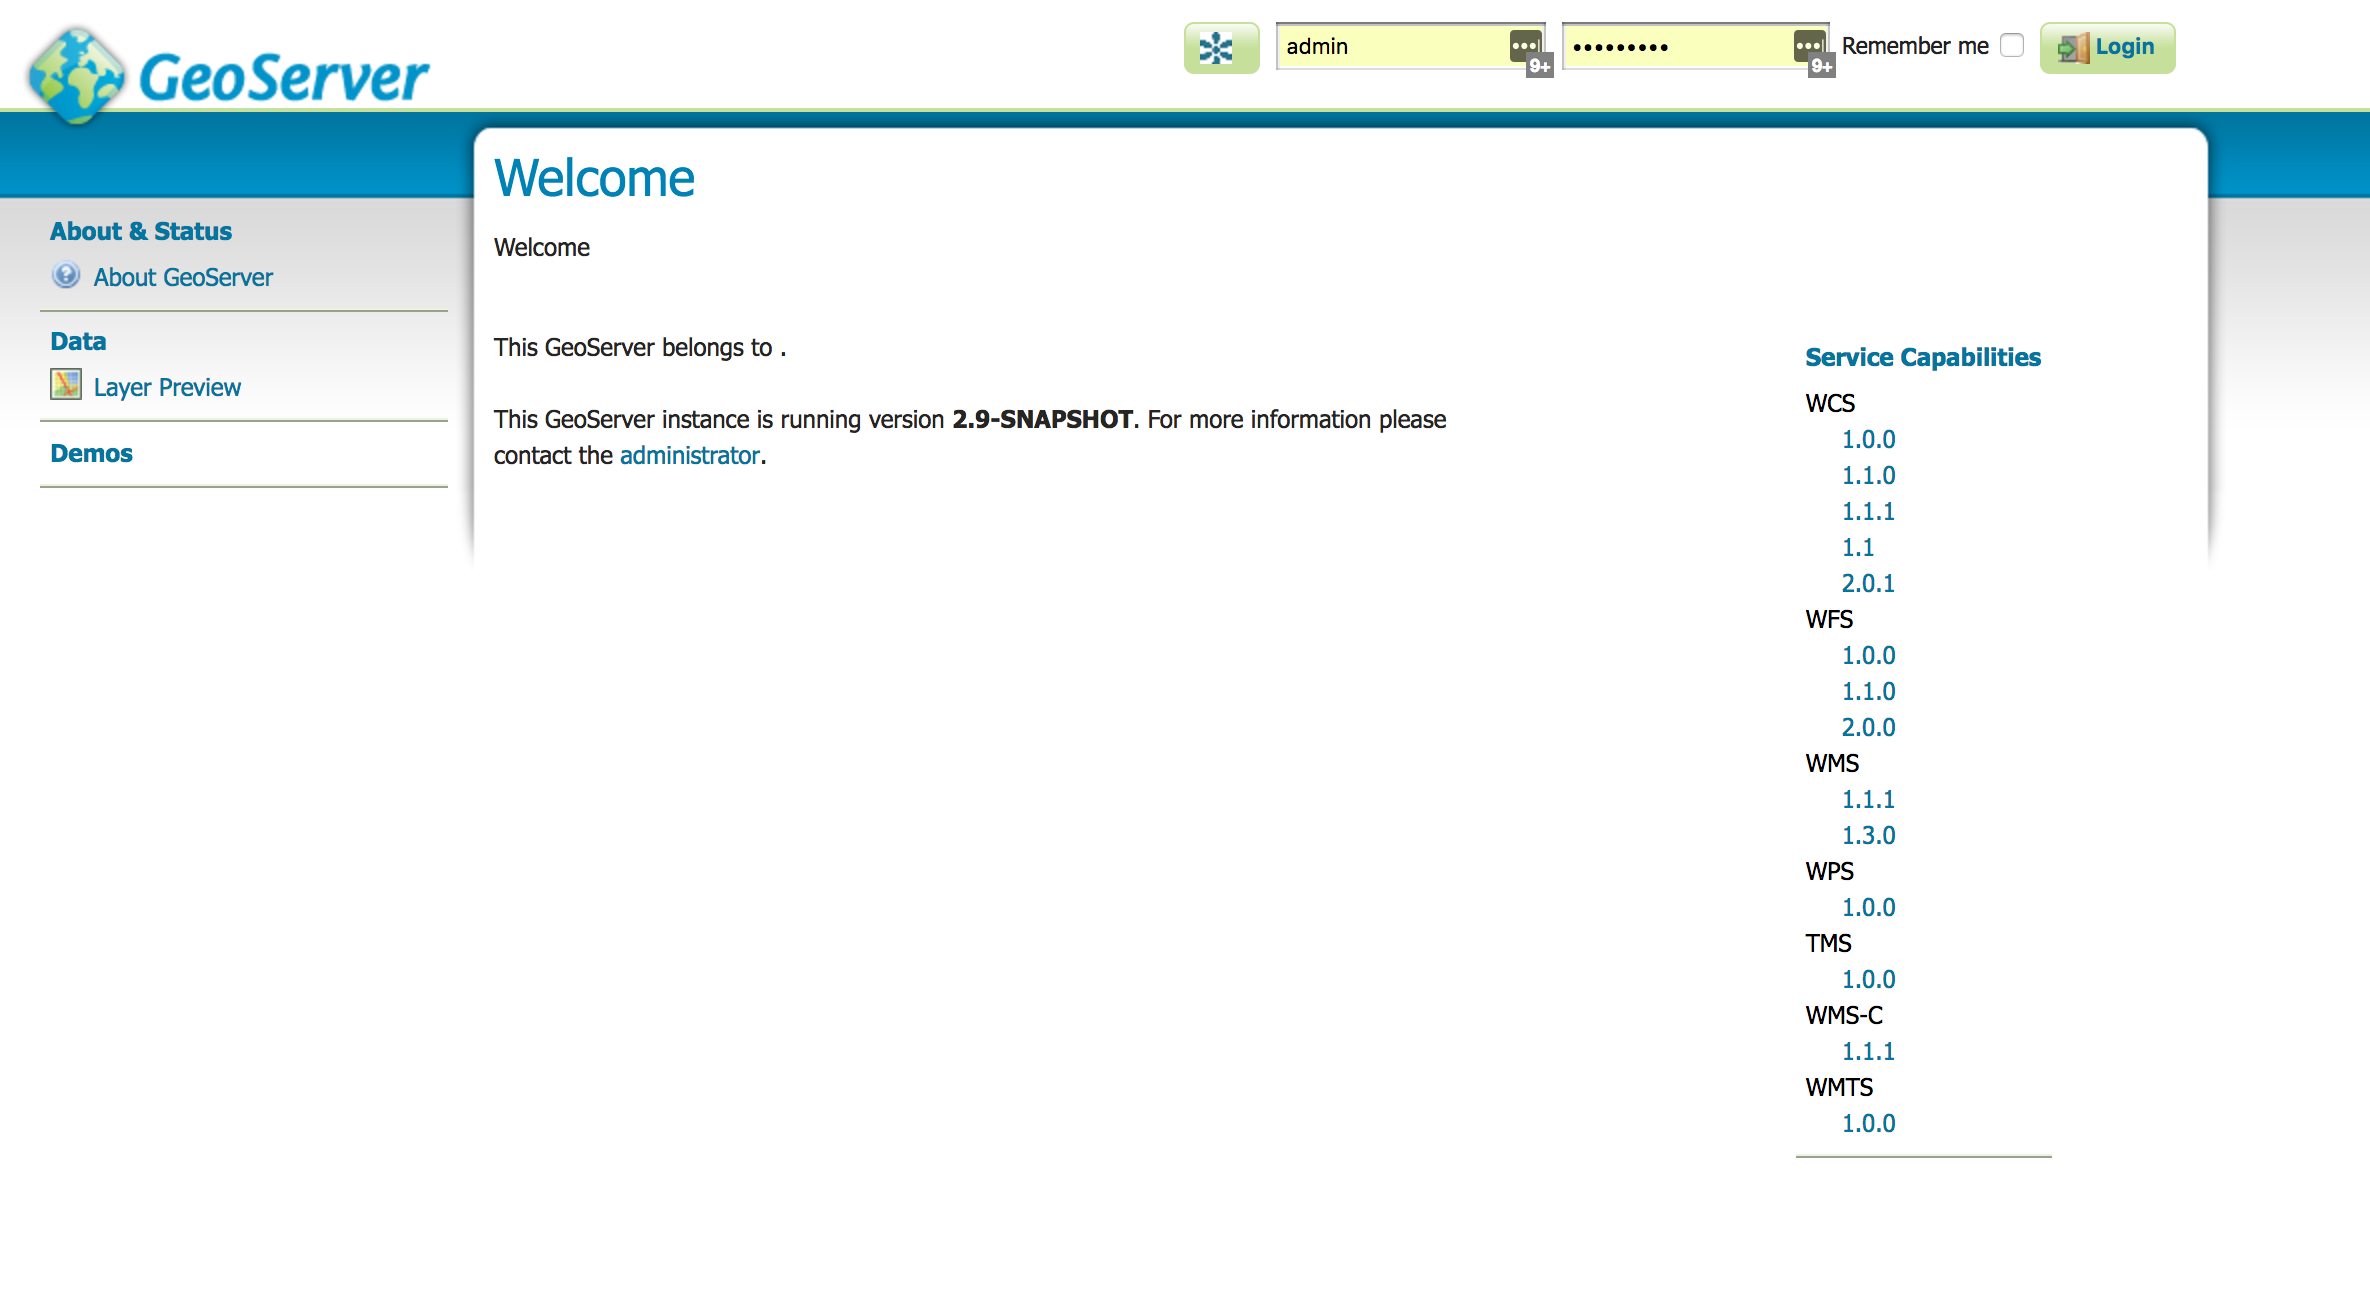 GeoServer
admin
•••••••••
9+
9+
Remember me
Login
About & Status
About GeoServer
Data
Layer Preview
Demos
Welcome
Welcome
This GeoServer belongs to .
This GeoServer instance is running version 2.9-SNAPSHOT. For more information please
contact the administrator.
Service Capabilities
WCS
1.0.0
1.1.0
1.1.1
1.1
2.0.1
WFS
1.0.0
1.1.0
2.0.0
WMS
1.1.1
1.3.0
WPS
1.0.0
TMS
1.0.0
WMS-C
1.1.1
WMTS
1.0.0